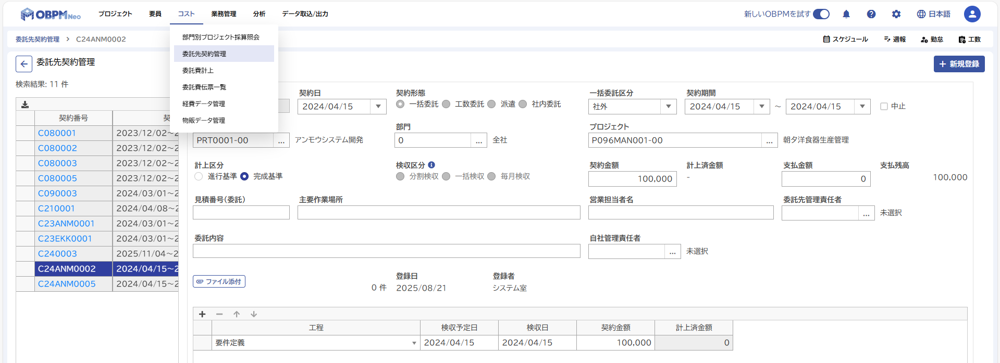 OBPM Neo プロジェクト 要員 コスト 業務管理 分析 データ取込/出力 新しいOBPMを試す 日本語
委託先契約管理 > C24ANM0002 スケジュール 週報 勤怠 工数
部門別プロジェクト採算照会
委託先契約管理
委託費計上
委託費伝票一覧
経費データ管理
物販データ管理
委託先契約管理
+ 新規登録
検索結果: 11 件
契約番号 契
C080001 2023/12/02~2
C080002 2023/12/02~2
C080003 2023/12/02~2
C080005 2023/12/02~2
C090003 2024/03/01~2
C210001 2024/04/08~2
C23ANM0001 2024/03/01~2
C23EKK0001 2024/03/01~2
C240003 2025/11/04~2
C24ANM0002 2024/04/15~2
C24ANM0005 2024/04/15~2
契約日 契約形態 一括委託区分 契約期間
2024/04/15 一括委託 工数委託 派遣 社内委託 社外 2024/04/15 ~ 2024/04/15 中止
部門 プロジェクト
PRT0001-00 ... アンモウシステム開発 0 ... 全社 P096MAN001-00 ... 朝夕洋食器生産管理
計上区分 検収区分 契約金額 計上済金額 支払金額 支払残高
進行基準 完成基準 分割検収 一括検収 毎月検収 100,000 - 0 100,000
見積番号(委託) 主要作業場所 営業担当者名 委託先管理責任者
... 未選択
委託内容 自社管理責任者
... 未選択
ファイル添付 0 件 登録日 登録者
2025/08/21 システム室
工程 検収予定日 検収日 契約金額 計上済金額
要件定義 2024/04/15 2024/04/15 100,000 0